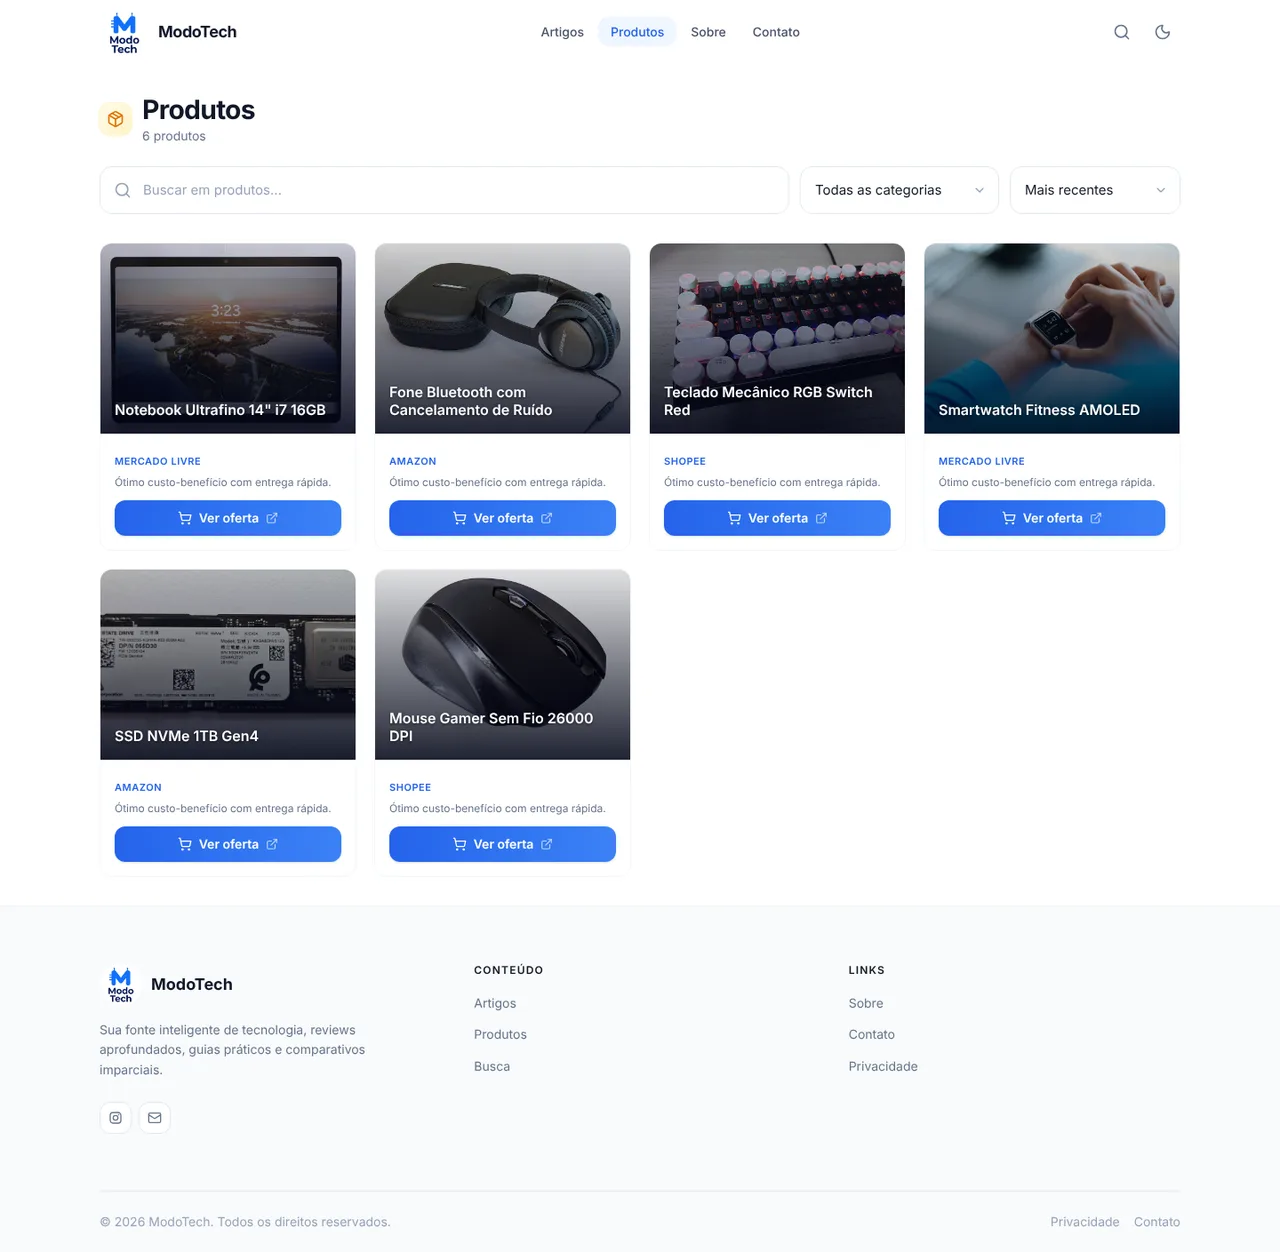 Modo
Tech
ModoTech
Artigos
Produtos
Sobre
Contato
Produtos
6 produtos
Buscar em produtos...
Todas as categorias
Mais recentes
3:23
Notebook Ultrafino 14" i7 16GB
MERCADO LIVRE
Ótimo custo-benefício com entrega rápida.
Ver oferta
Fone Bluetooth com
Cancelamento de Ruído
AMAZON
Ótimo custo-benefício com entrega rápida.
Ver oferta
Teclado Mecânico RGB Switch
Red
SHOPEE
Ótimo custo-benefício com entrega rápida.
Ver oferta
Smartwatch Fitness AMOLED
MERCADO LIVRE
Ótimo custo-benefício com entrega rápida.
Ver oferta
SSD NVMe 1TB Gen4
AMAZON
Ótimo custo-benefício com entrega rápida.
Ver oferta
Mouse Gamer Sem Fio 26000
DPI
SHOPEE
Ótimo custo-benefício com entrega rápida.
Ver oferta
Modo
Tech
ModoTech
Sua fonte inteligente de tecnologia, reviews
aprofundados, guias práticos e comparativos
imparciais.
CONTEÚDO
Artigos
Produtos
Busca
LINKS
Sobre
Contato
Privacidade
© 2026 ModoTech. Todos os direitos reservados.
Privacidade
Contato